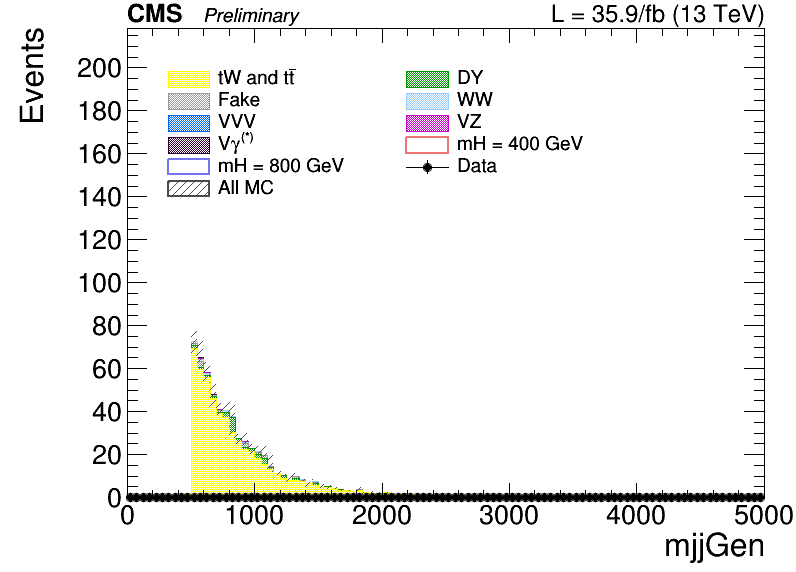 CMS Preliminary L = 35.9/fb (13 TeV)
Events
200
180
160
140
120
100
80
60
40
20
0
tW and tt̄
DY
Fake
WW
VVV
VZ
Vγ(*)
mH = 400 GeV
mH = 800 GeV
Data
All MC
0 1000 2000 3000 4000 5000
mjjGen